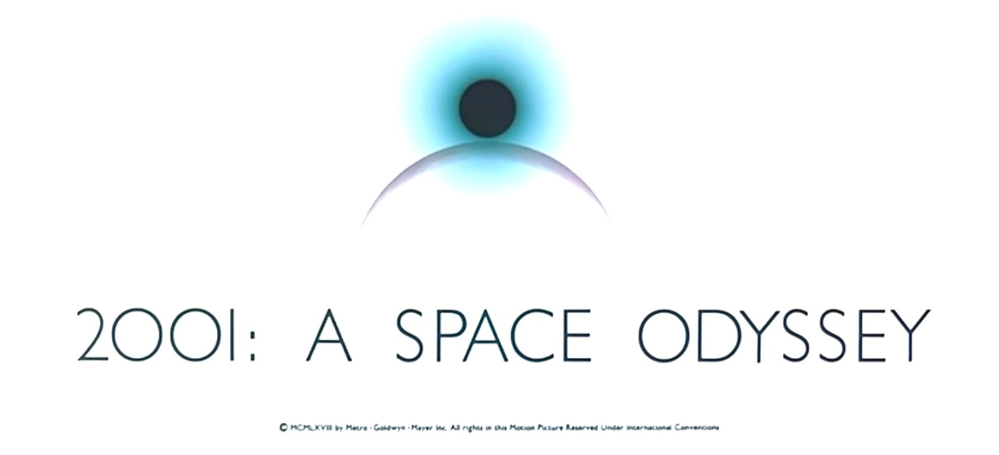 2001: A SPACE ODYSSEY
© MCMLXVIII by Metro-Goldwyn-Mayer Inc. All rights in this Motion Picture Reserved Under International Conventions